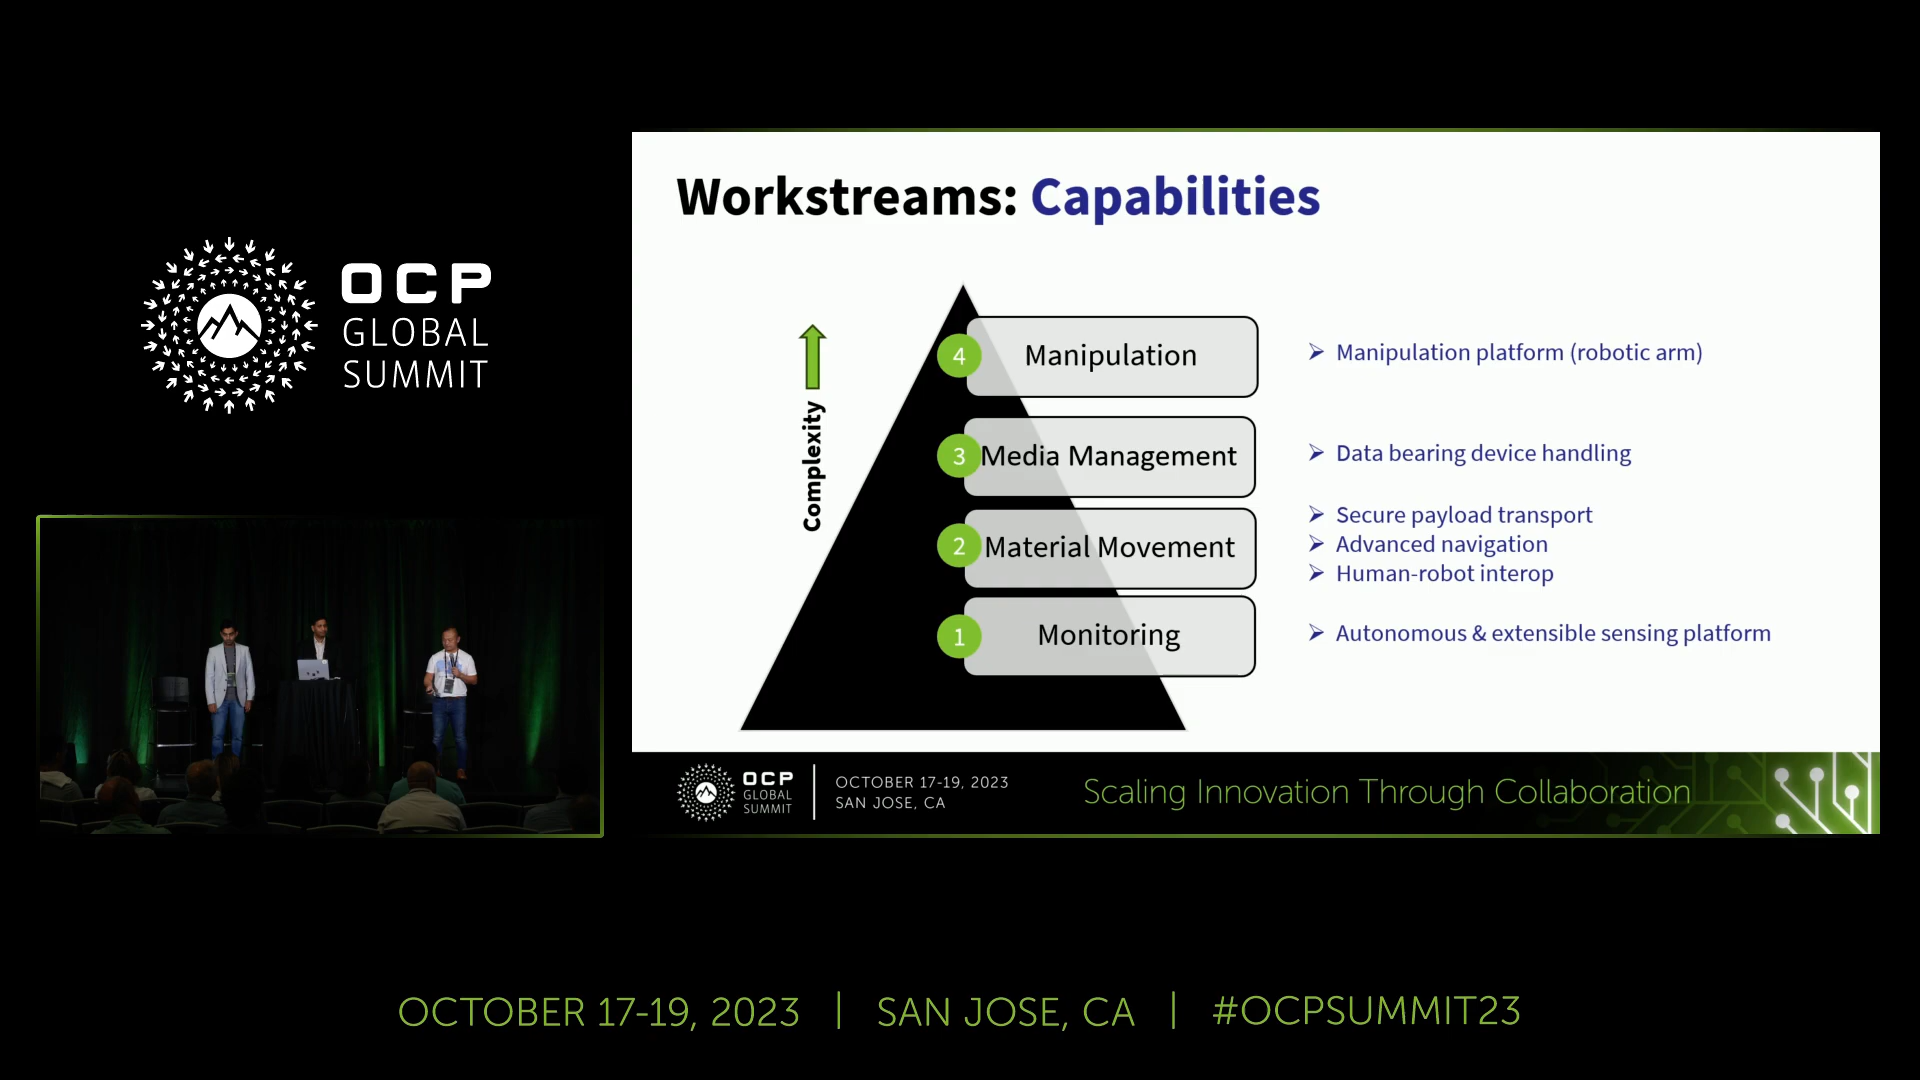 OCP
GLOBAL
SUMMIT
Workstreams: Capabilities
Complexity
4
Manipulation
Manipulation platform (robotic arm)
3
Media Management
Data bearing device handling
2
Material Movement
Secure payload transport
Advanced navigation
Human-robot interop
1
Monitoring
Autonomous & extensible sensing platform
OCP
GLOBAL
SUMMIT
OCTOBER 17-19, 2023
SAN JOSE, CA
Scaling Innovation Through Collaboration
OCTOBER 17-19, 2023 | SAN JOSE, CA | #OCPSUMMIT23